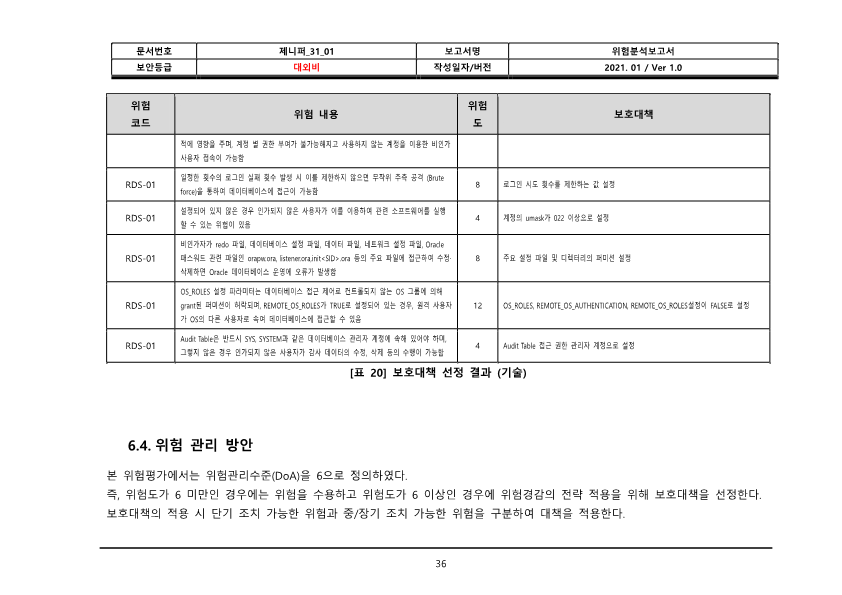 문서번호 제니퍼_31_01 보고서명 위험분석보고서
보안등급 대외비 작성일자/버전 2021. 01 / Ver 1.0
위험 코드 위험 내용 위험도 보호대책
적에 영향을 주며, 계정 별 권한 부여가 불가능해지고 사용하지 않는 계정을 이용한 비인가
사용자 접속이 가능함
RDS-01 일정한 횟수의 로그인 실패 횟수 발생 시 이를 제한하지 않으면 무작위 추측 공격 (Brute
force)을 통하여 데이터베이스에 접근이 가능함 8 로그인 시도 횟수를 제한하는 값 설정
RDS-01 설정되어 있지 않은 경우 인가되지 않은 사용자가 이를 이용하여 관련 소프트웨어를 실행
할 수 있는 위협이 있음 4 계정의 umask가 022 이상으로 설정
RDS-01 비인가자가 redo 파일, 데이터베이스 설정 파일, 데이터 파일, 네트워크 설정 파일, Oracle
패스워드 관련 파일인 orapw.ora, listener.ora,init<SID>.ora 등의 주요 파일에 접근하여 수정·
삭제하면 Oracle 데이터베이스 운영에 오류가 발생함 8 주요 설정 파일 및 디렉터리의 퍼미션 설정
RDS-01 OS_ROLES 설정 파라미터는 데이터베이스 접근 제어로 컨트롤되지 않는 OS 그룹에 의해
grant된 퍼미션이 허락되며, REMOTE_OS_ROLES가 TRUE로 설정되어 있는 경우, 원격 사용자
가 OS의 다른 사용자로 속여 데이터베이스에 접근할 수 있음 12 OS_ROLES, REMOTE_OS_AUTHENTICATION, REMOTE_OS_ROLES설정이 FALSE로 설정
RDS-01 Audit Table은 반드시 SYS, SYSTEM과 같은 데이터베이스 관리자 계정에 속해 있어야 하며,
그렇지 않은 경우 인가되지 않은 사용자가 감사 데이터의 수정, 삭제 등의 수행이 가능함 4 Audit Table 접근 권한 관리자 계정으로 설정
[표 20] 보호대책 선정 결과 (기술)
6.4. 위험 관리 방안
본 위험평가에서는 위험관리수준(DoA)을 6으로 정의하였다.
즉, 위험도가 6 미만인 경우에는 위험을 수용하고 위험도가 6 이상인 경우에 위험경감의 전략 적용을 위해 보호대책을 선정한다.
보호대책의 적용 시 단기 조치 가능한 위험과 중/장기 조치 가능한 위험을 구분하여 대책을 적용한다.
36